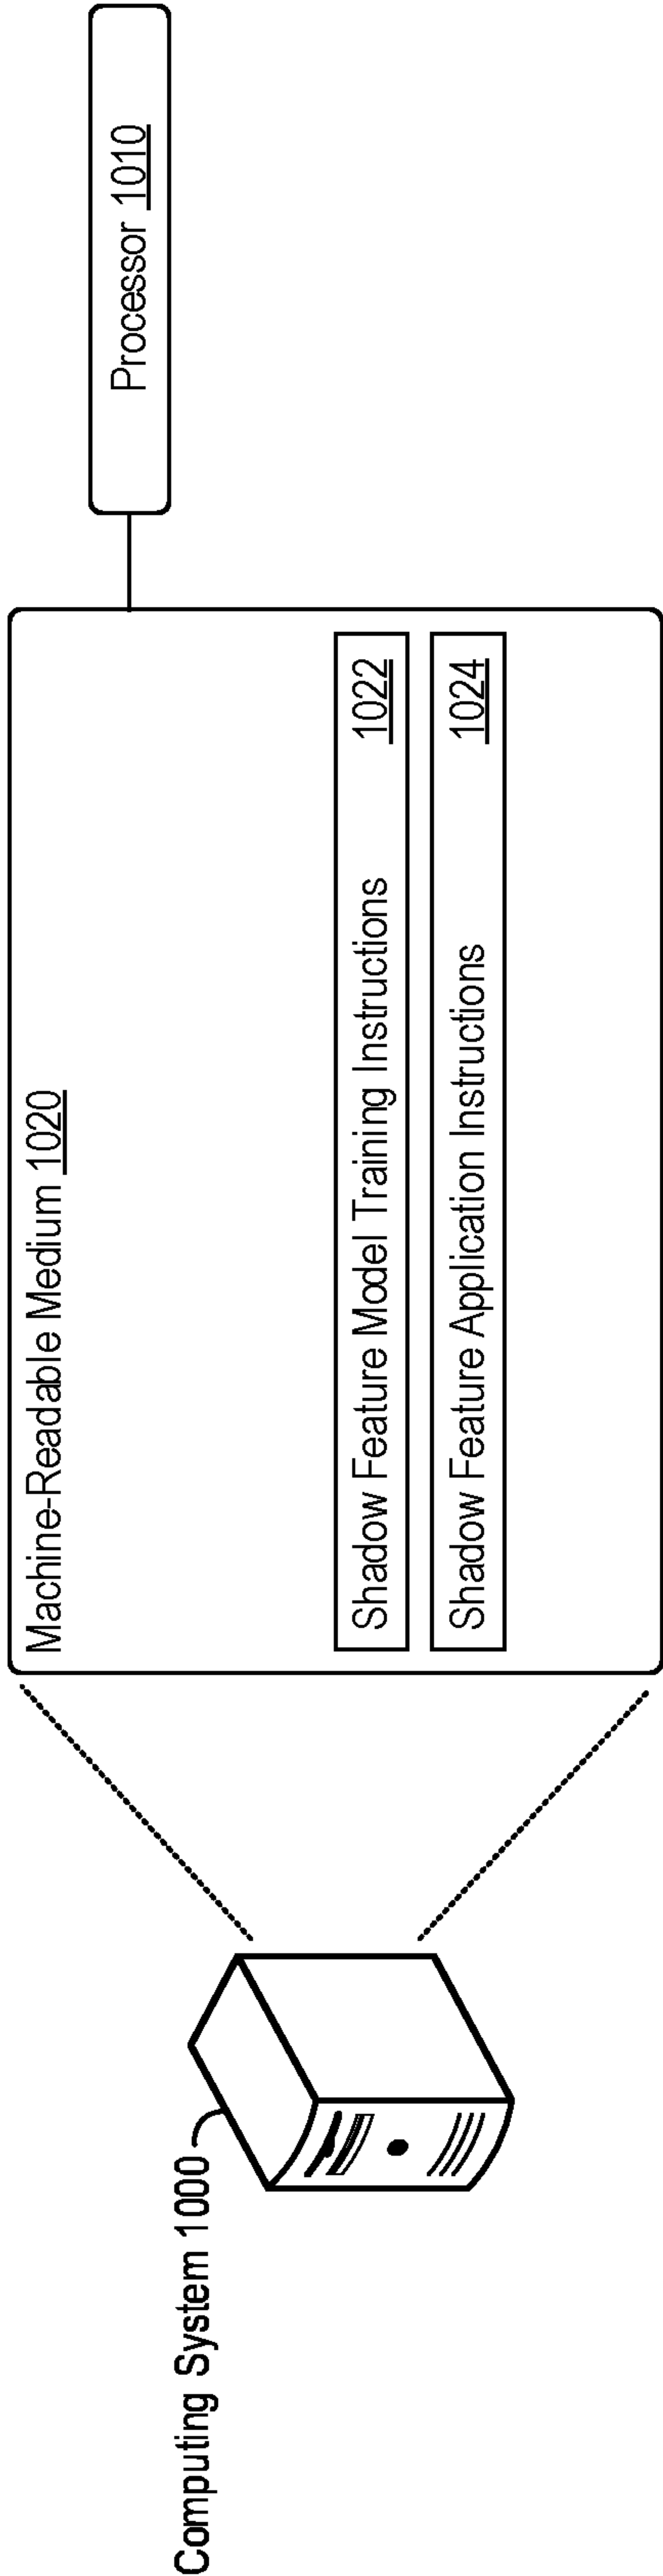 Computing System 1000
Machine-Readable Medium 1020
Shadow Feature Model Training Instructions 1022
Shadow Feature Application Instructions 1024
Processor 1010